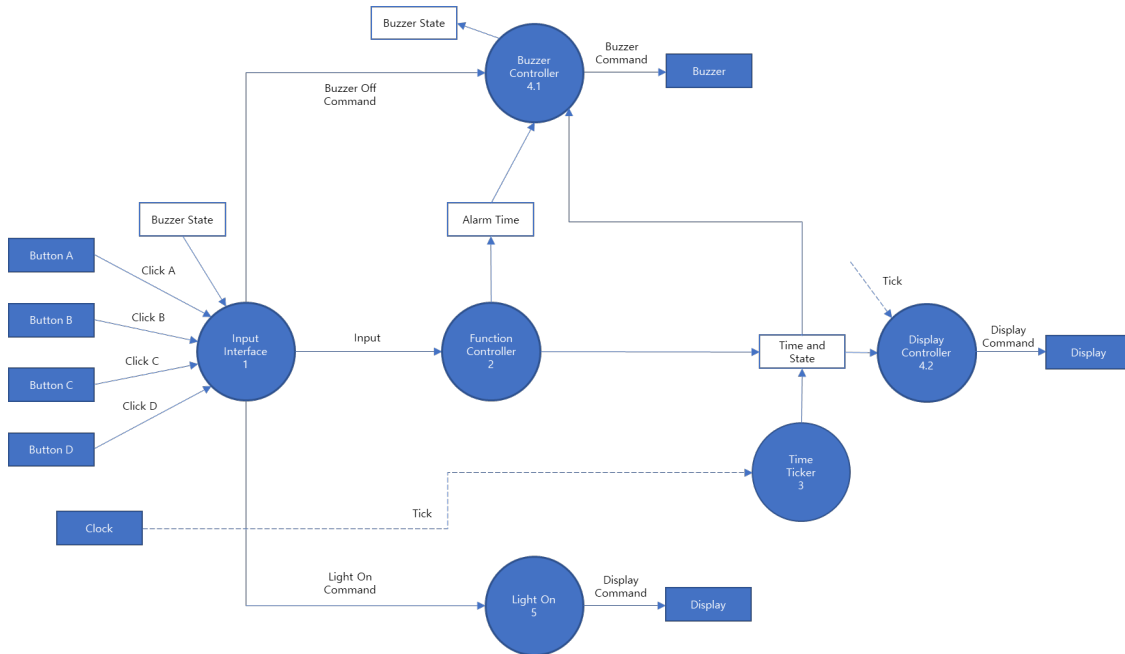 Buzzer State
Buzzer
Controller
4.1
Buzzer
Command
Buzzer
Buzzer Off
Command
Buzzer State
Alarm Time
Button A
Click A
Button B
Click B
Button C
Click C
Button D
Click D
Input
Interface
1
Input
Function
Controller
2
Time and
State
Tick
Display
Controller
4.2
Display
Command
Display
Time
Ticker
3
Clock
Tick
Light On
Command
Light On
5
Display
Command
Display